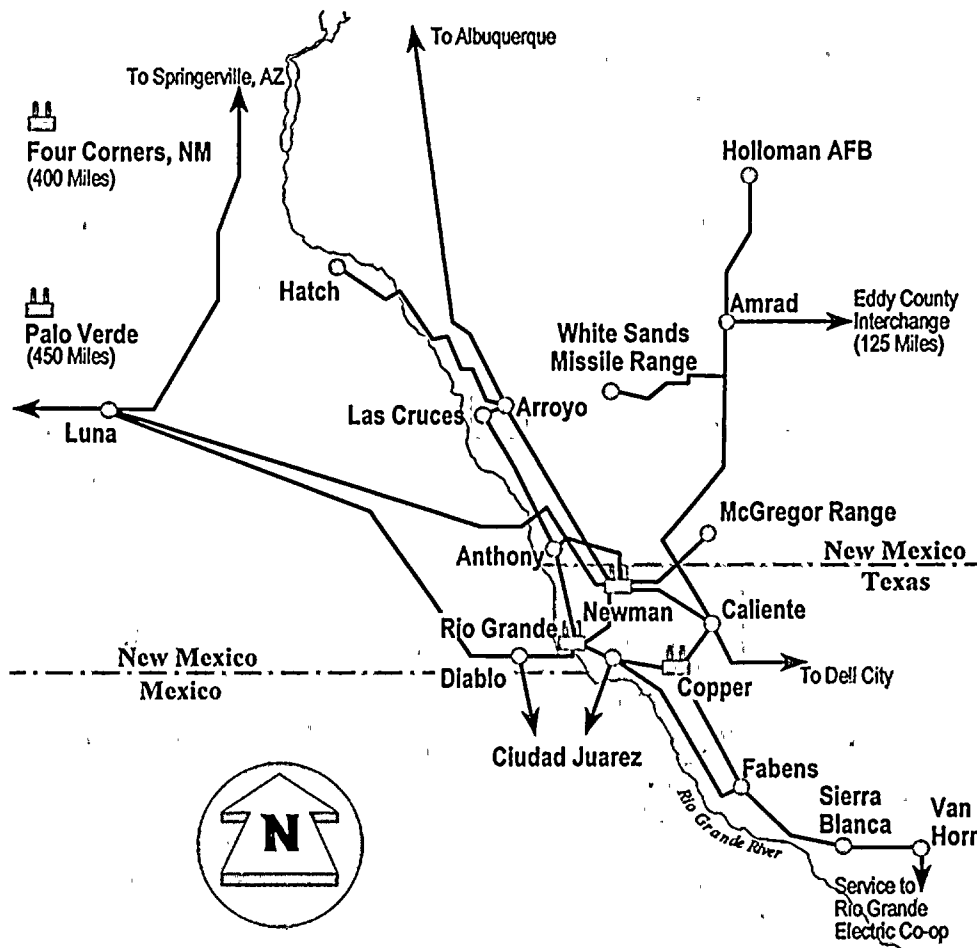 To Albuquerque
To Springerville, AZ
Four Corners, NM
(400 Miles)
Holloman AFB
Hatch
Amrad
Eddy County
Interchange
(125 Miles)
Palo Verde
(450 Miles)
White Sands
Missile Range
Las Cruces
Arroyo
Luna
McGregor Range
Anthony
New Mexico
Texas
Newman
Caliente
Rio Grande
New Mexico
Mexico
Diablo
Copper
To Dell City
Ciudad Juarez
Fabens
Rio Grande River
Sierra
Blanca
Van
Horn
N
Service to
Rio Grande
Electric Co-op